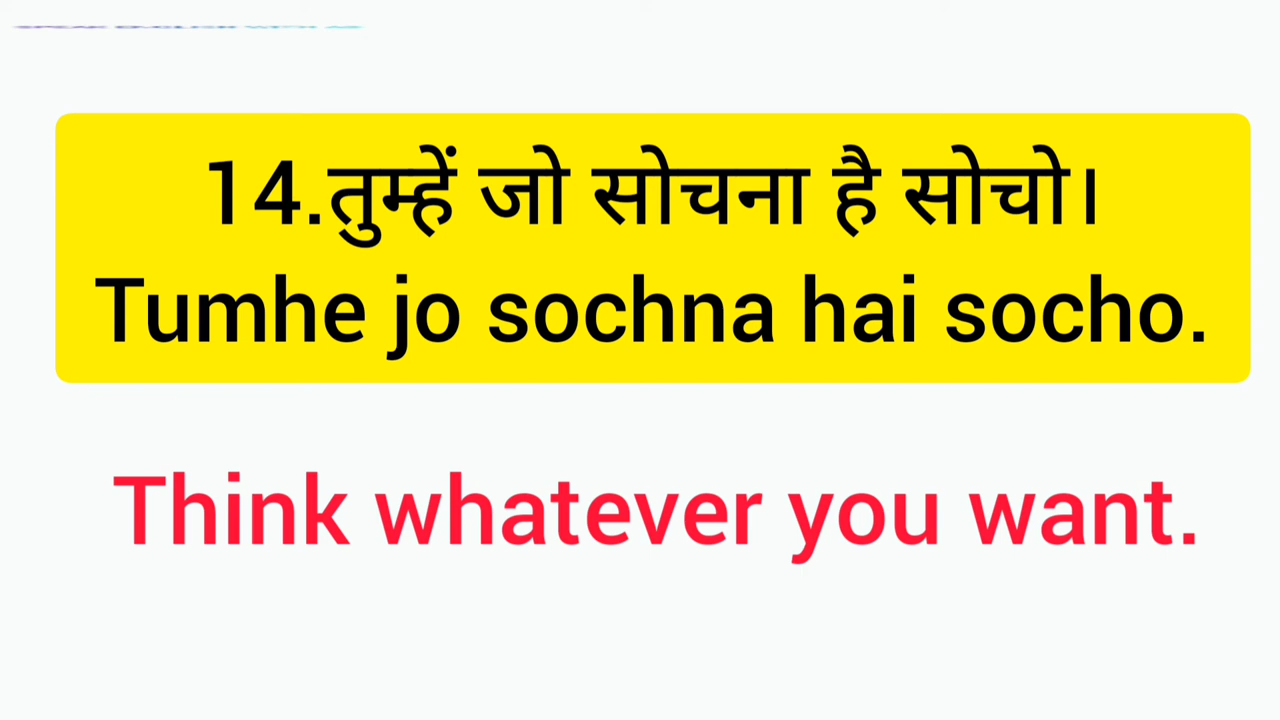 14.तुम्हें जो सोचना है सोचो।
Tumhe jo sochna hai socho.
Think whatever you want.